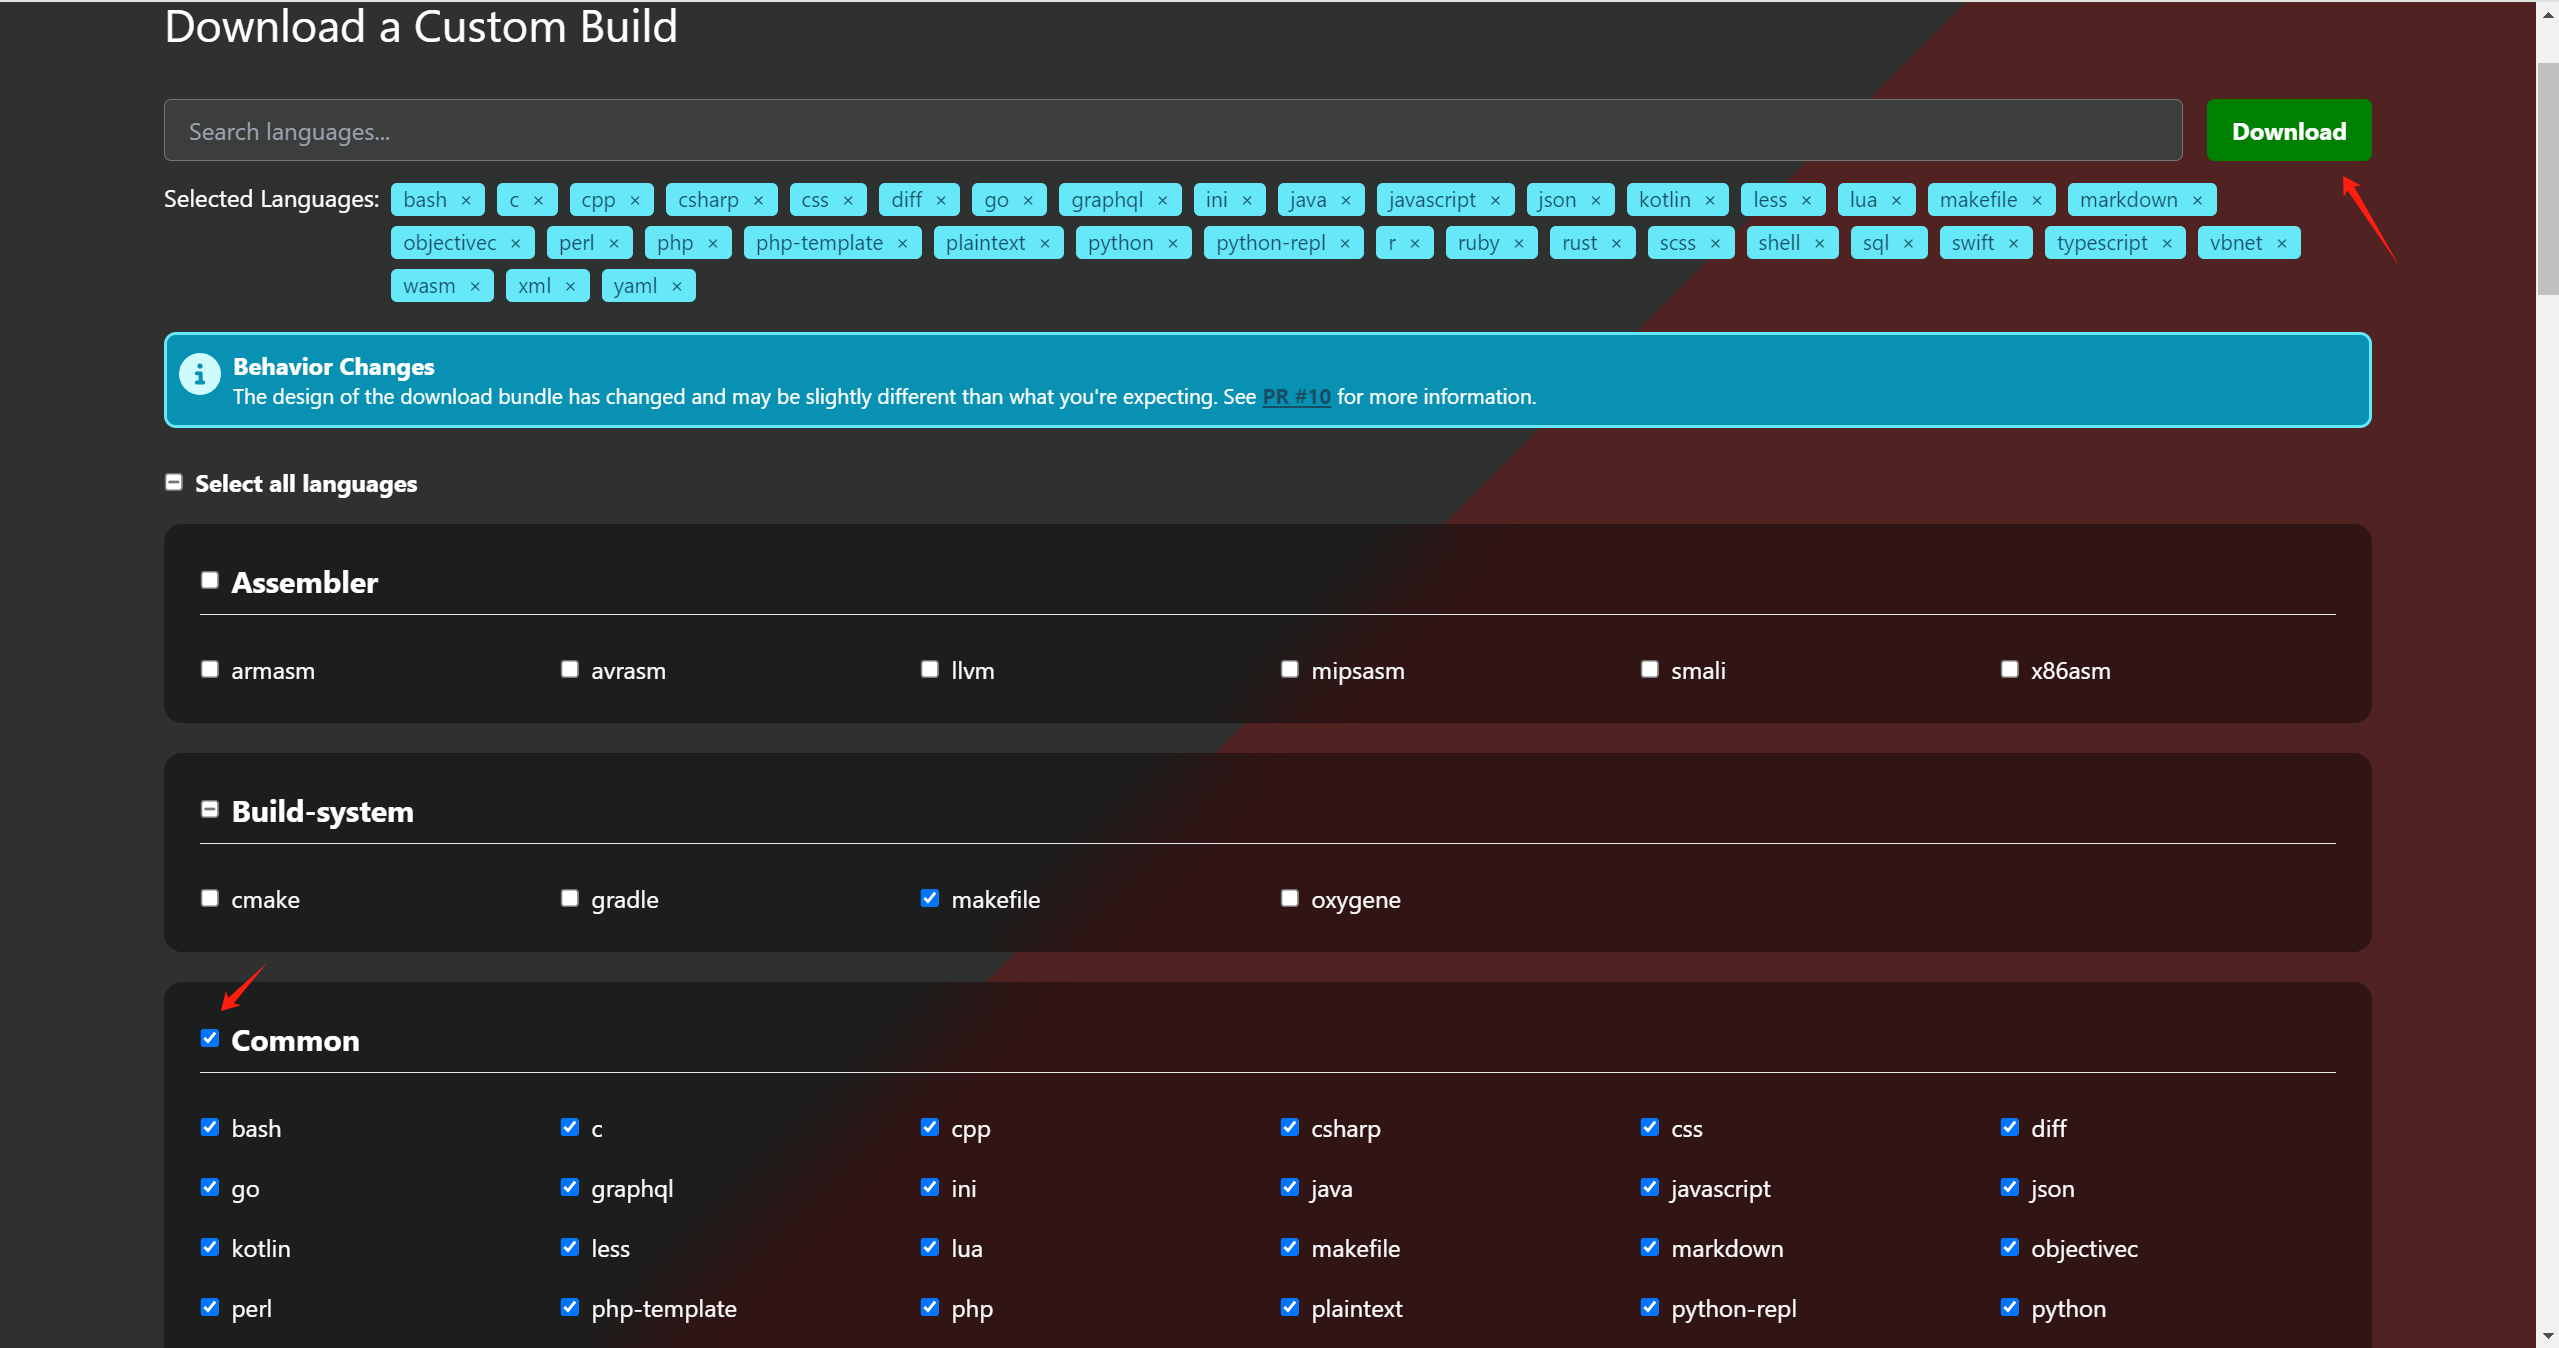 Download a Custom Build
Search languages...
Download
Selected Languages: bash × c × cpp × csharp × css × diff × go × graphql × ini × java × javascript × json × kotlin × less × lua × makefile × markdown ×
objectivec × perl × php × php-template × plaintext × python × python-repl × r × ruby × rust × scss × shell × sql × swift × typescript × vbnet ×
wasm × xml × yaml ×
Behavior Changes
The design of the download bundle has changed and may be slightly different than what you're expecting. See PR #10 for more information.
Select all languages
Assembler
armasm avrasm llvm mipsasm smali x86asm
Build-system
cmake gradle makefile oxygene
Common
bash c cpp csharp css diff
go graphql ini java javascript json
kotlin less lua makefile markdown objectivec
perl php-template php plaintext python-repl python